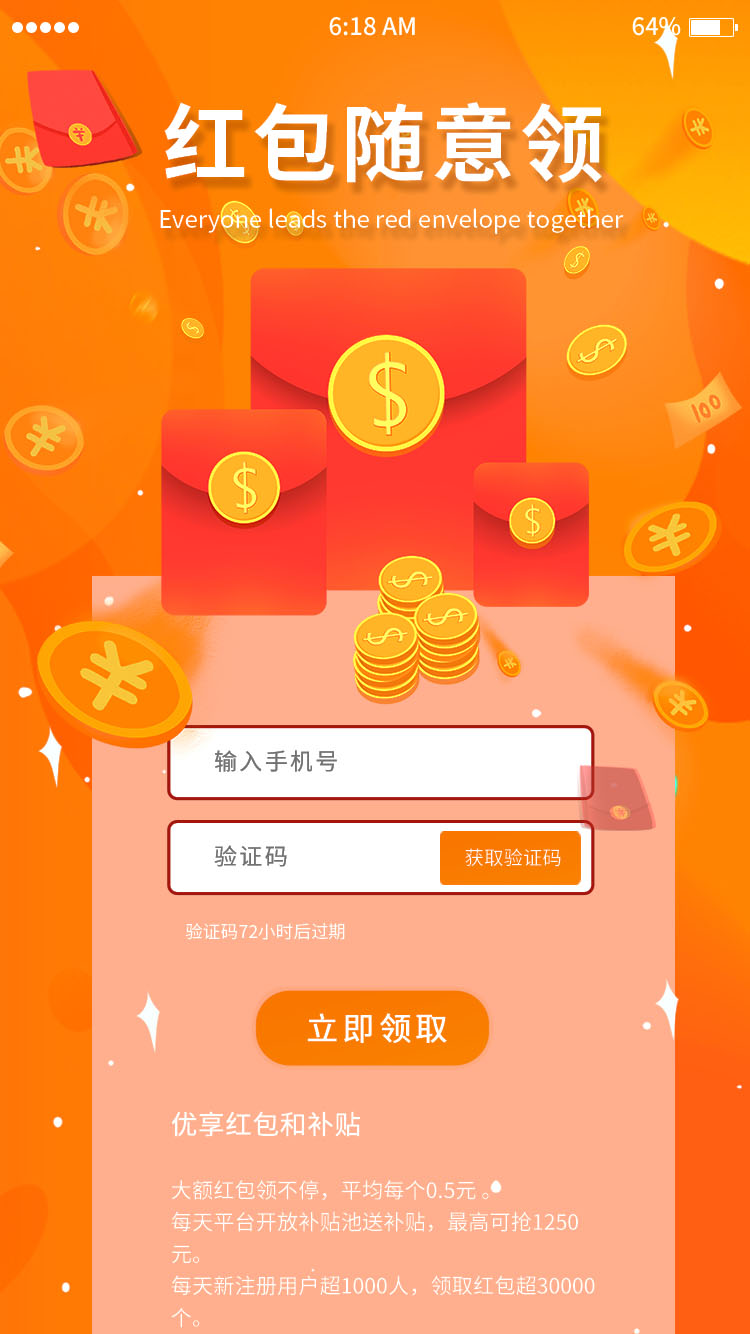 6:18 AM 64%
红包随意领
Everyone leads the red envelope together
100
输入手机号
验证码 获取验证码
验证码72小时后过期
立即领取
优享红包和补贴
大额红包领不停，平均每个0.5元 。
每天平台开放补贴池送补贴，最高可抢1250
元。
每天新注册用户超1000人，领取红包超30000
个。